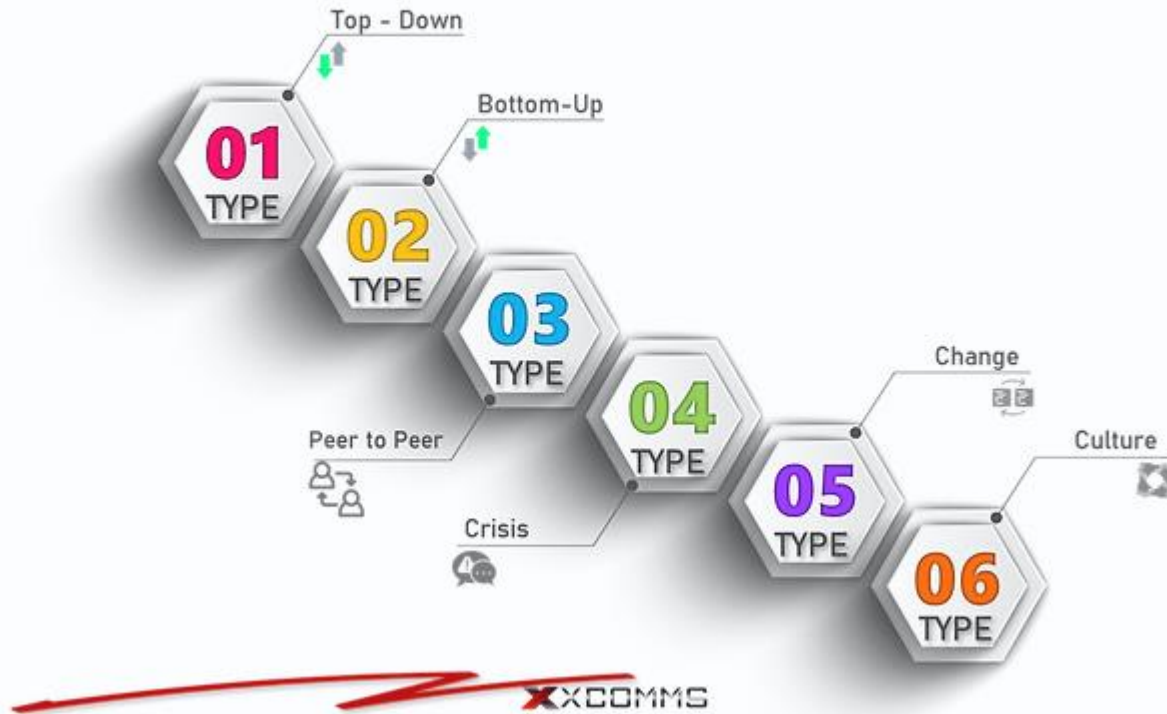 Top - Down
01
TYPE
Bottom-Up
02
TYPE
03
TYPE
Peer to Peer
04
TYPE
Crisis
Change
05
TYPE
Culture
06
TYPE
XCOMMS